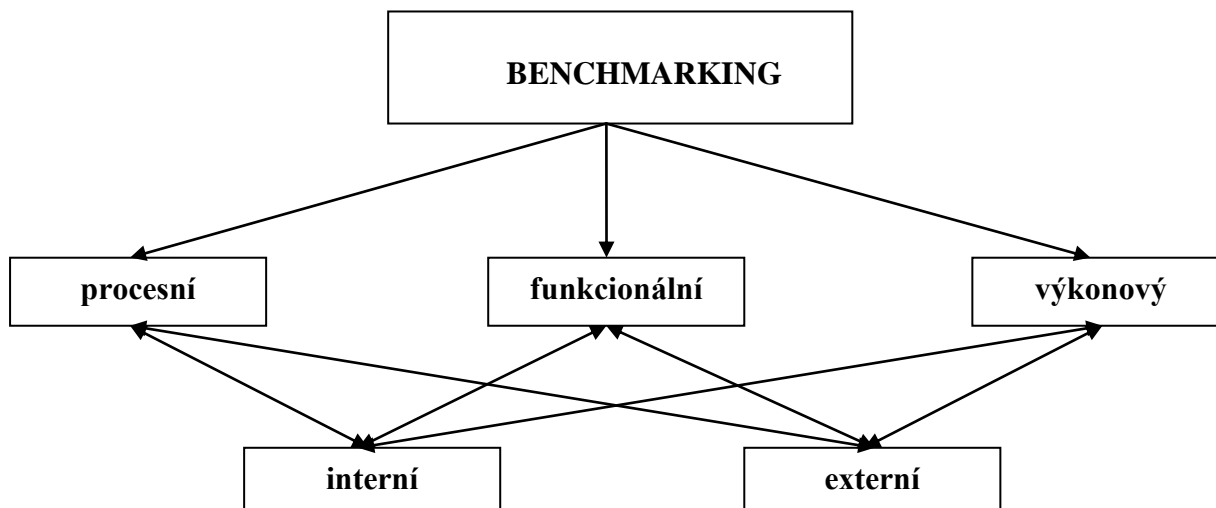 BENCHMARKING
procesní
funkcionální
výkonový
interní
externí